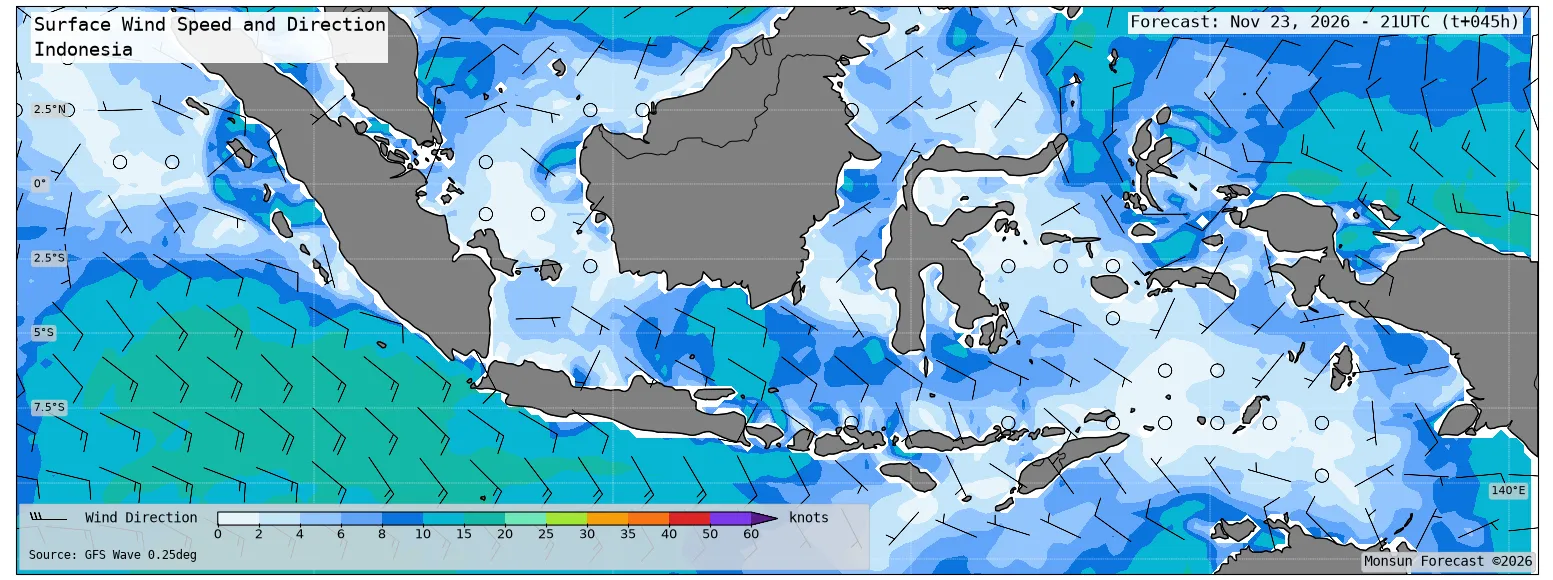 Surface Wind Speed and Direction
Indonesia
Forecast: Nov 23, 2026 - 21UTC (t+045h)
2.5°N
0°
2.5°S
5°S
7.5°S
140°E
Wind Direction
knots
0 2 4 6 8 10 15 20 25 30 35 40 50 60
Source: GFS Wave 0.25deg
Monsun Forecast ©2026